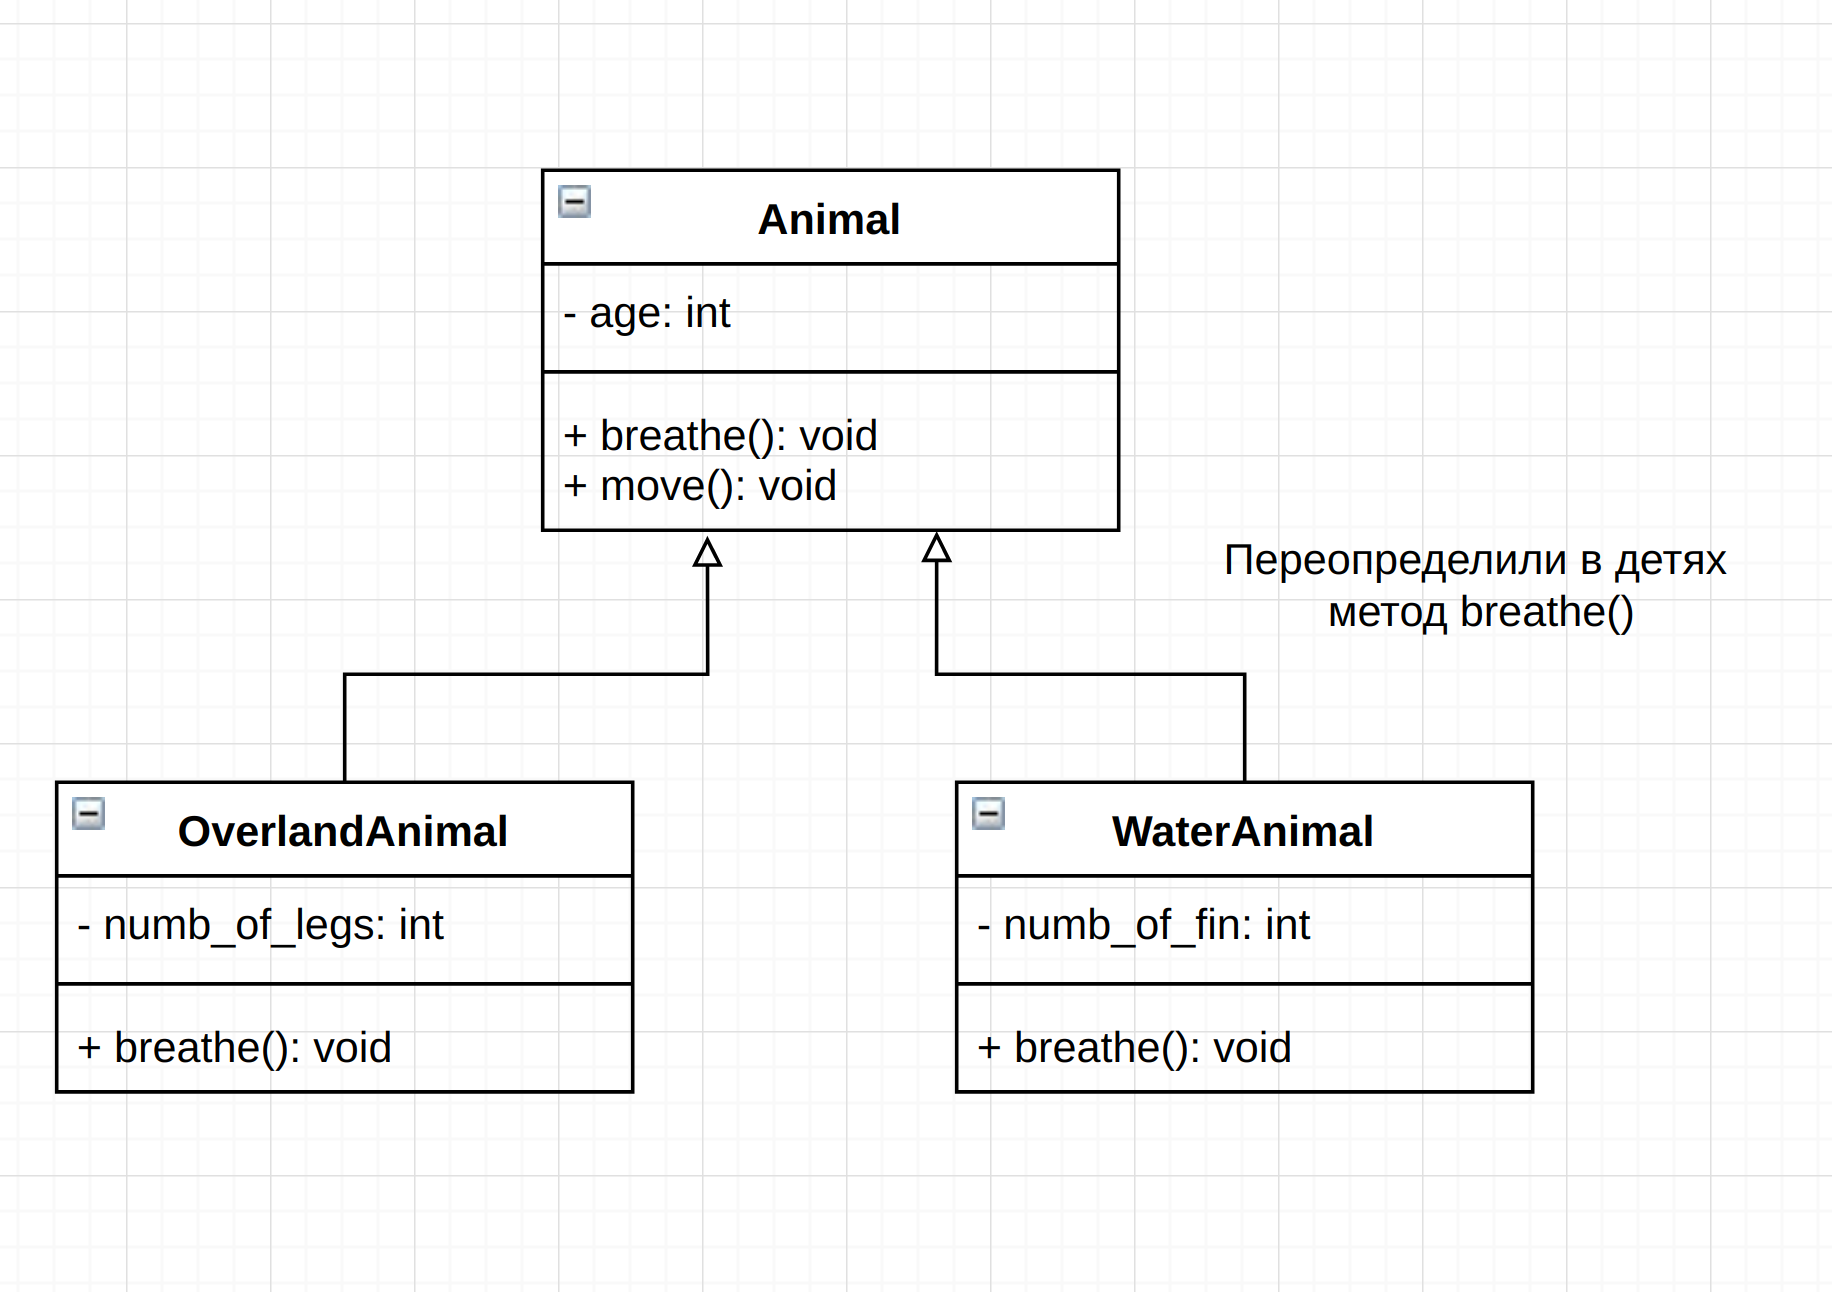 Animal
- age: int
+ breathe(): void
+ move(): void
Переопределили в детях
метод breathe()
OverlandAnimal
- numb_of_legs: int
+ breathe(): void
WaterAnimal
- numb_of_fin: int
+ breathe(): void